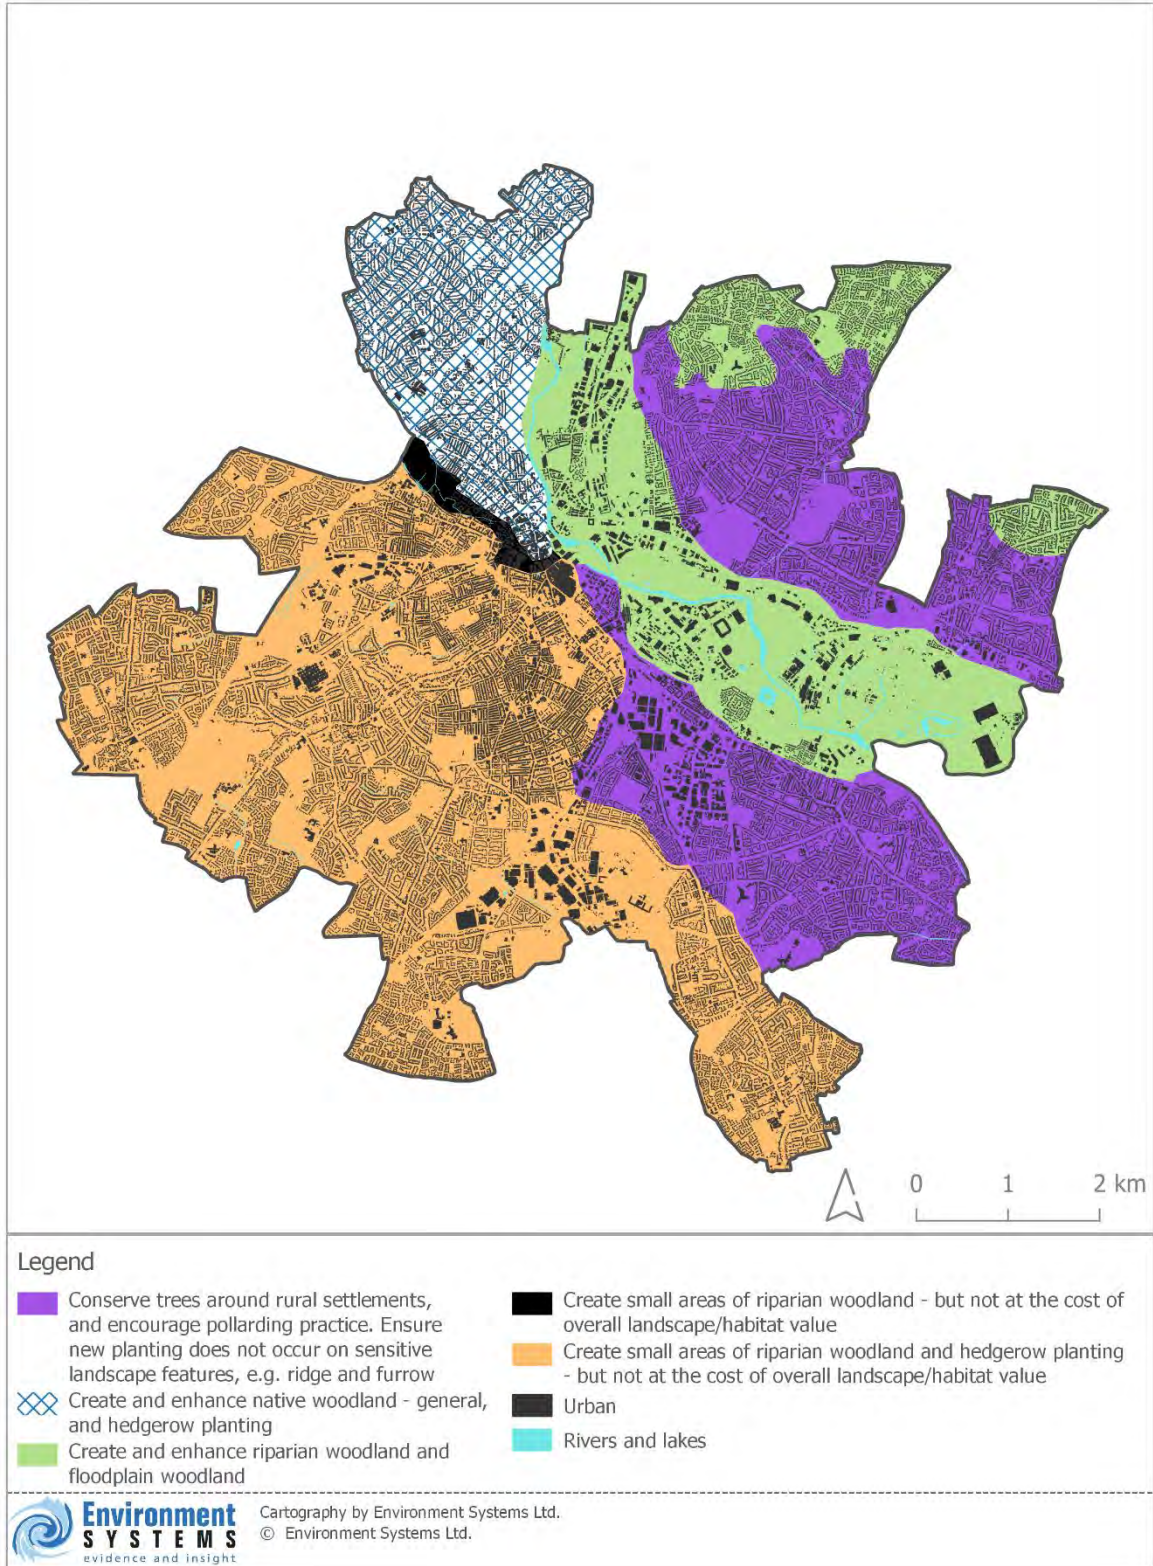 0 1 2 km
Legend
Conserve trees around rural settlements,
and encourage pollarding practice. Ensure
new planting does not occur on sensitive
landscape features, e.g. ridge and furrow
Create and enhance native woodland - general,
and hedgerow planting
Create and enhance riparian woodland and
floodplain woodland
Create small areas of riparian woodland - but not at the cost of
overall landscape/habitat value
Create small areas of riparian woodland and hedgerow planting
- but not at the cost of overall landscape/habitat value
Urban
Rivers and lakes
Environment
SYSTEMS
evidence and insight
Cartography by Environment Systems Ltd.
© Environment Systems Ltd.